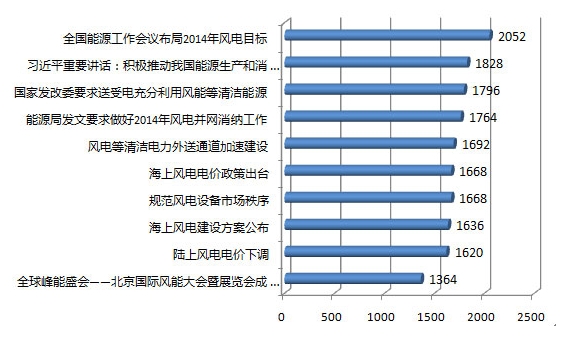 全国能源工作会议布局2014年风电目标 2052
习近平重要讲话：积极推动我国能源生产和消 ... 1828
国家发改委要求送受电充分利用风能等清洁能源 1796
能源局发文要求做好2014年风电并网消纳工作 1764
风电等清洁电力外送通道加速建设 1692
海上风电电价政策出台 1668
规范风电设备市场秩序 1668
海上风电建设方案公布 1636
陆上风电电价下调 1620
全球峰能盛会——北京国际风能大会暨展览会成 ... 1364
0 500 1000 1500 2000 2500